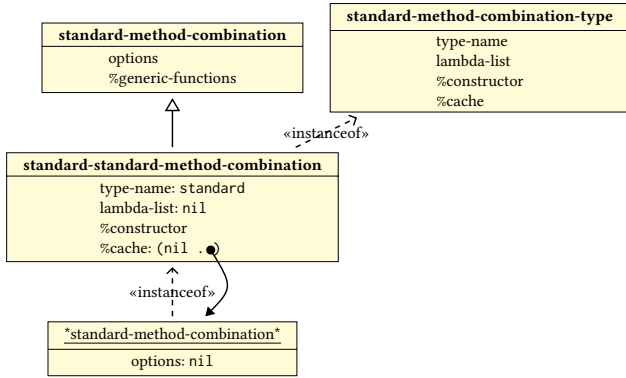 standard-method-combination-type
type-name
lambda-list
%constructor
%cache
standard-method-combination
options
%generic-functions
«instanceof»
standard-standard-method-combination
type-name: standard
lambda-list: nil
%constructor
%cache: (nil . )
«instanceof»
*standard-method-combination*
options: nil